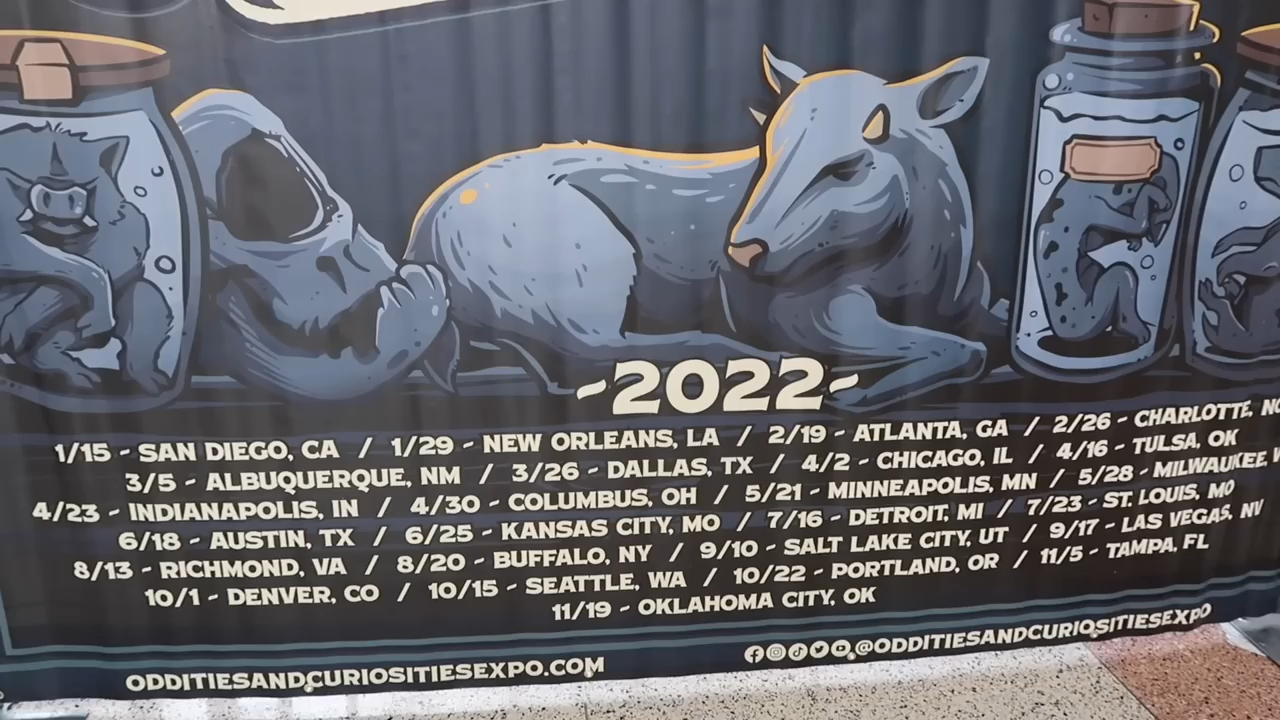 -2022-
1/15 - SAN DIEGO, CA / 1/29 - NEW ORLEANS, LA / 2/19 - ATLANTA, GA / 2/26 - CHARLOTTE,
3/5 - ALBUQUERQUE, NM / 3/26 - DALLAS, TX / 4/2 - CHICAGO, IL / 4/16 - TULSA, OK
4/23 - INDIANAPOLIS, IN / 4/30 - COLUMBUS, OH / 5/21 - MINNEAPOLIS, MN / 5/28 - MILWAUKEE,
6/18 - AUSTIN, TX / 6/25 - KANSAS CITY, MO / 7/16 - DETROIT, MI / 7/23 - ST. LOUIS, MO
8/13 - RICHMOND, VA / 8/20 - BUFFALO, NY / 9/10 - SALT LAKE CITY, UT / 9/17 - LAS VEGAS, NV
10/1 - DENVER, CO / 10/15 - SEATTLE, WA / 10/22 - PORTLAND, OR / 11/5 - TAMPA, FL
11/19 - OKLAHOMA CITY, OK
ODDITIESANDCURIOSITIESEXPO.COM
@ODDITIESANDCURIOSITIESEXPO